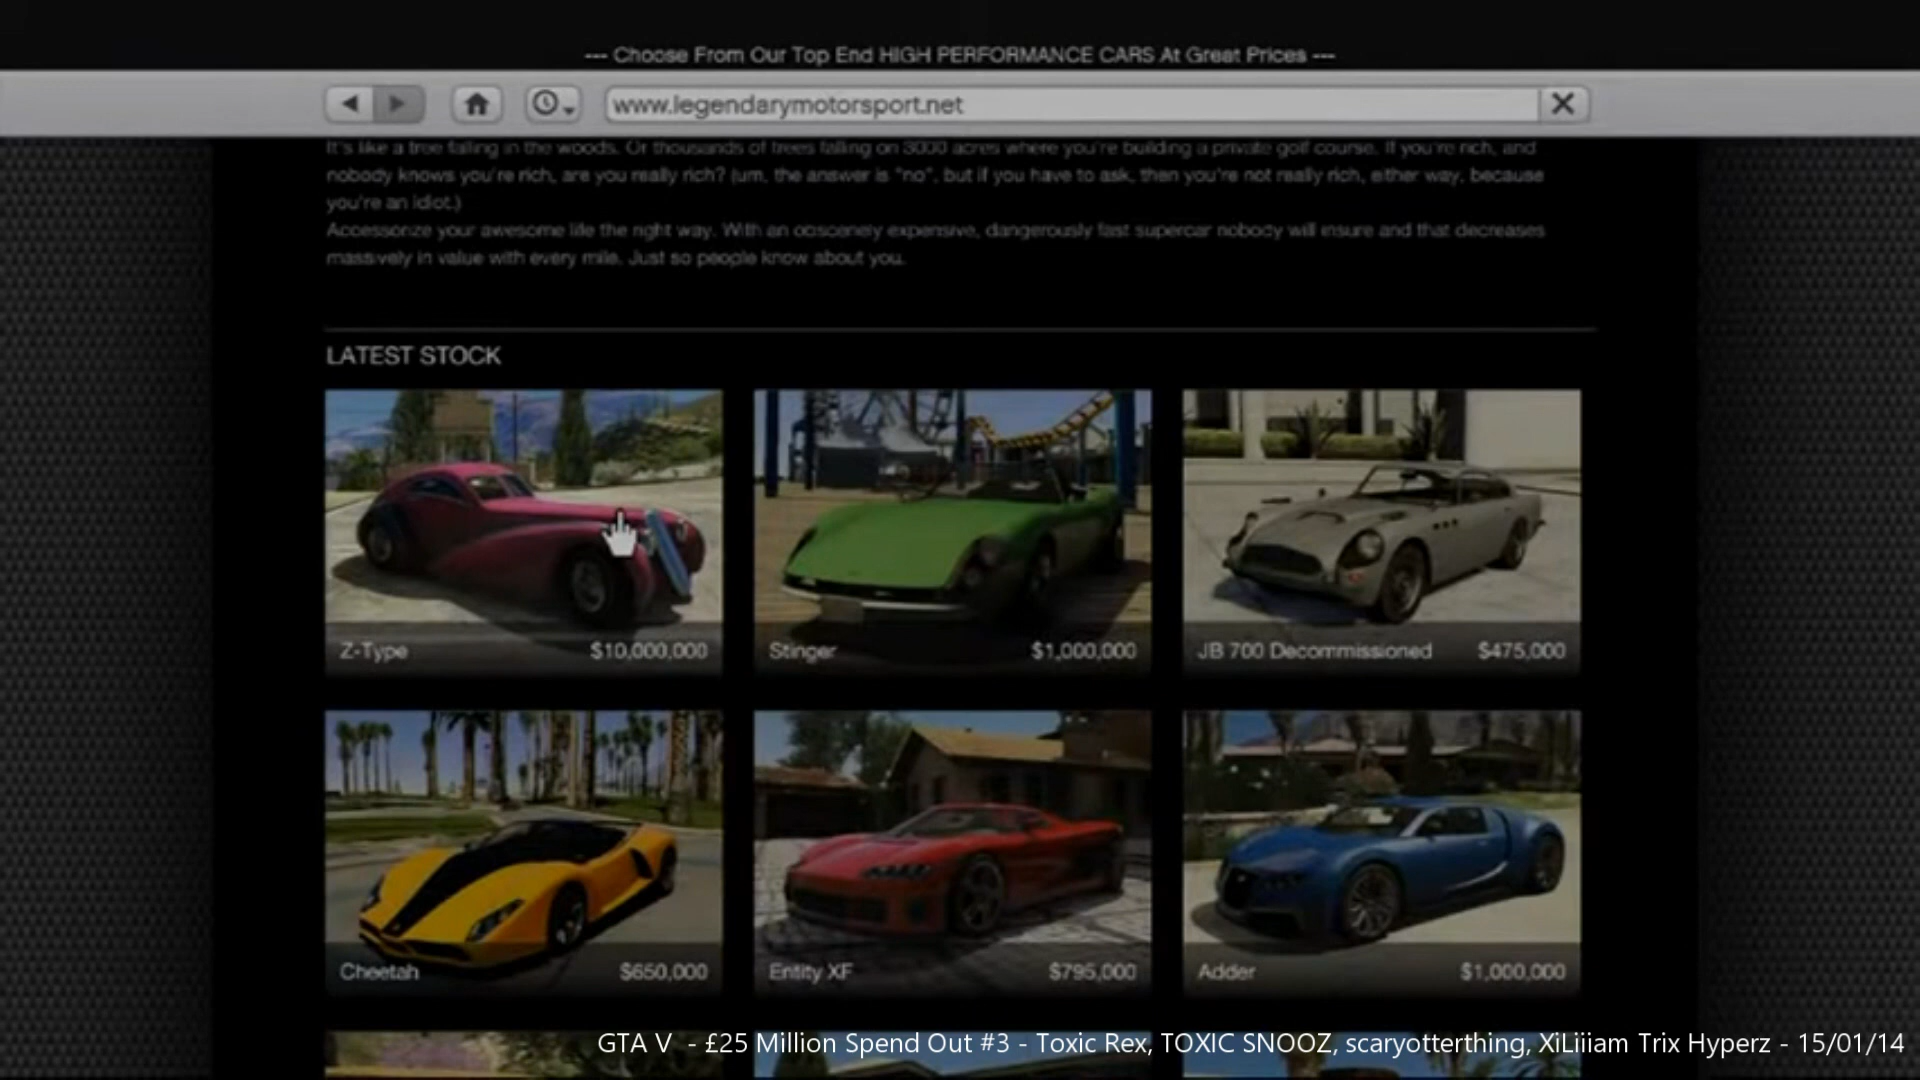 --- Choose From Our Top End HIGH PERFORMANCE CARS At Great Prices ---
www.legendarymotorsport.net
It's like a tree falling in the woods. Or thousands of trees falling on 3000 acres where you're building a private golf course. If you're rich, and
nobody knows you're rich, are you really rich? (um, the answer is "no", but if you have to ask, then you're not really rich, either way, because
you're an idiot.)
Accessorize your awesome life the right way. With an obscenely expensive, dangerously fast supercar nobody will insure and that decreases
massively in value with every mile. Just so people know about you.
LATEST STOCK
Z-Type $10,000,000
Stinger $1,000,000
JB 700 Decommissioned $475,000
Cheetah $650,000
Entity XF $795,000
Adder $1,000,000
GTA V - £25 Million Spend Out #3 - Toxic Rex, TOXIC SNOOZ, scaryotterthing, XiLiiiam Trix Hyperz - 15/01/14